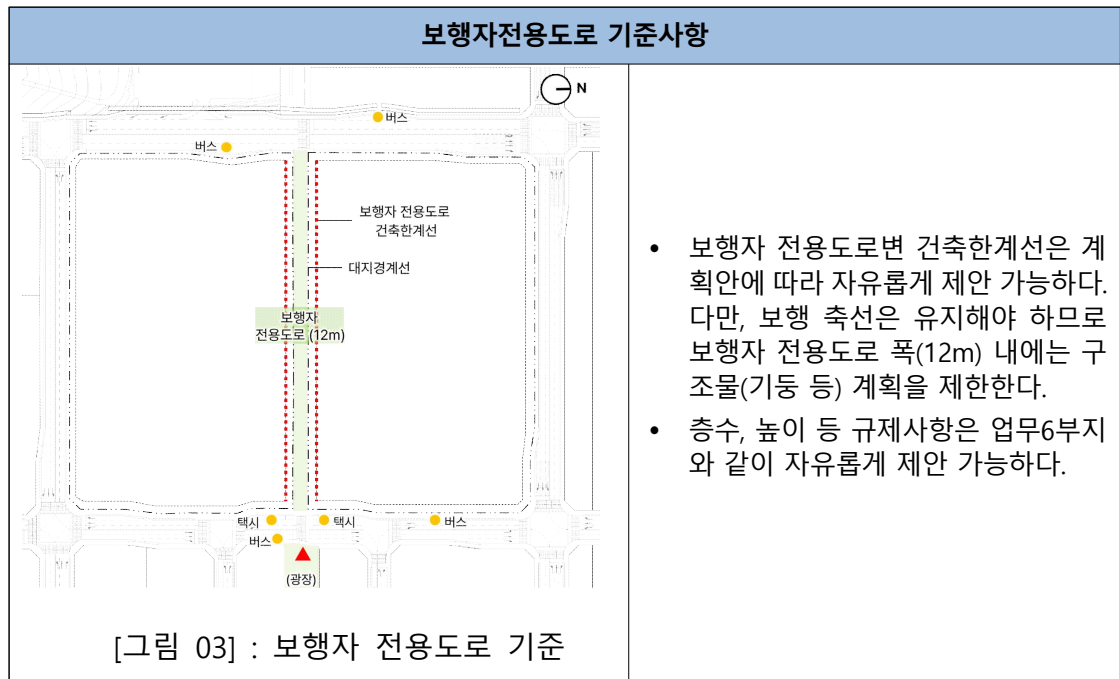 보행자전용도로 기준사항
N
버스
버스
보행자 전용도로
건축한계선
대지경계선
보행자
전용도로 (12m)
택시
택시
버스
버스
(광장)
[그림 03] : 보행자 전용도로 기준
• 보행자 전용도로변 건축한계선은 계
획안에 따라 자유롭게 제안 가능하다.
다만, 보행 축선은 유지해야 하므로
보행자 전용도로 폭(12m) 내에는 구
조물(기둥 등) 계획을 제한한다.
• 층수, 높이 등 규제사항은 업무6부지
와 같이 자유롭게 제안 가능하다.